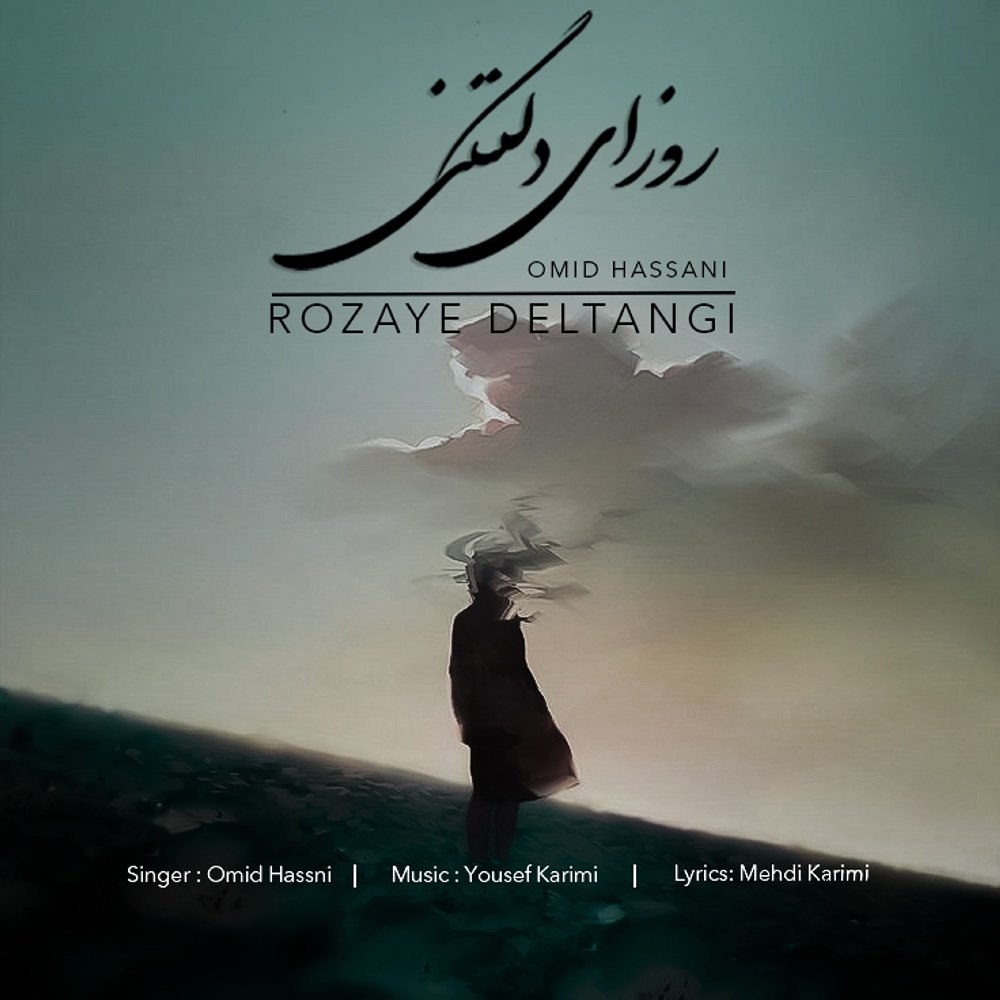 روزای دلتنگی
OMID HASSANI
ROZAYE DELTANGI
Singer : Omid Hassni | Music : Yousef Karimi | Lyrics: Mehdi Karimi